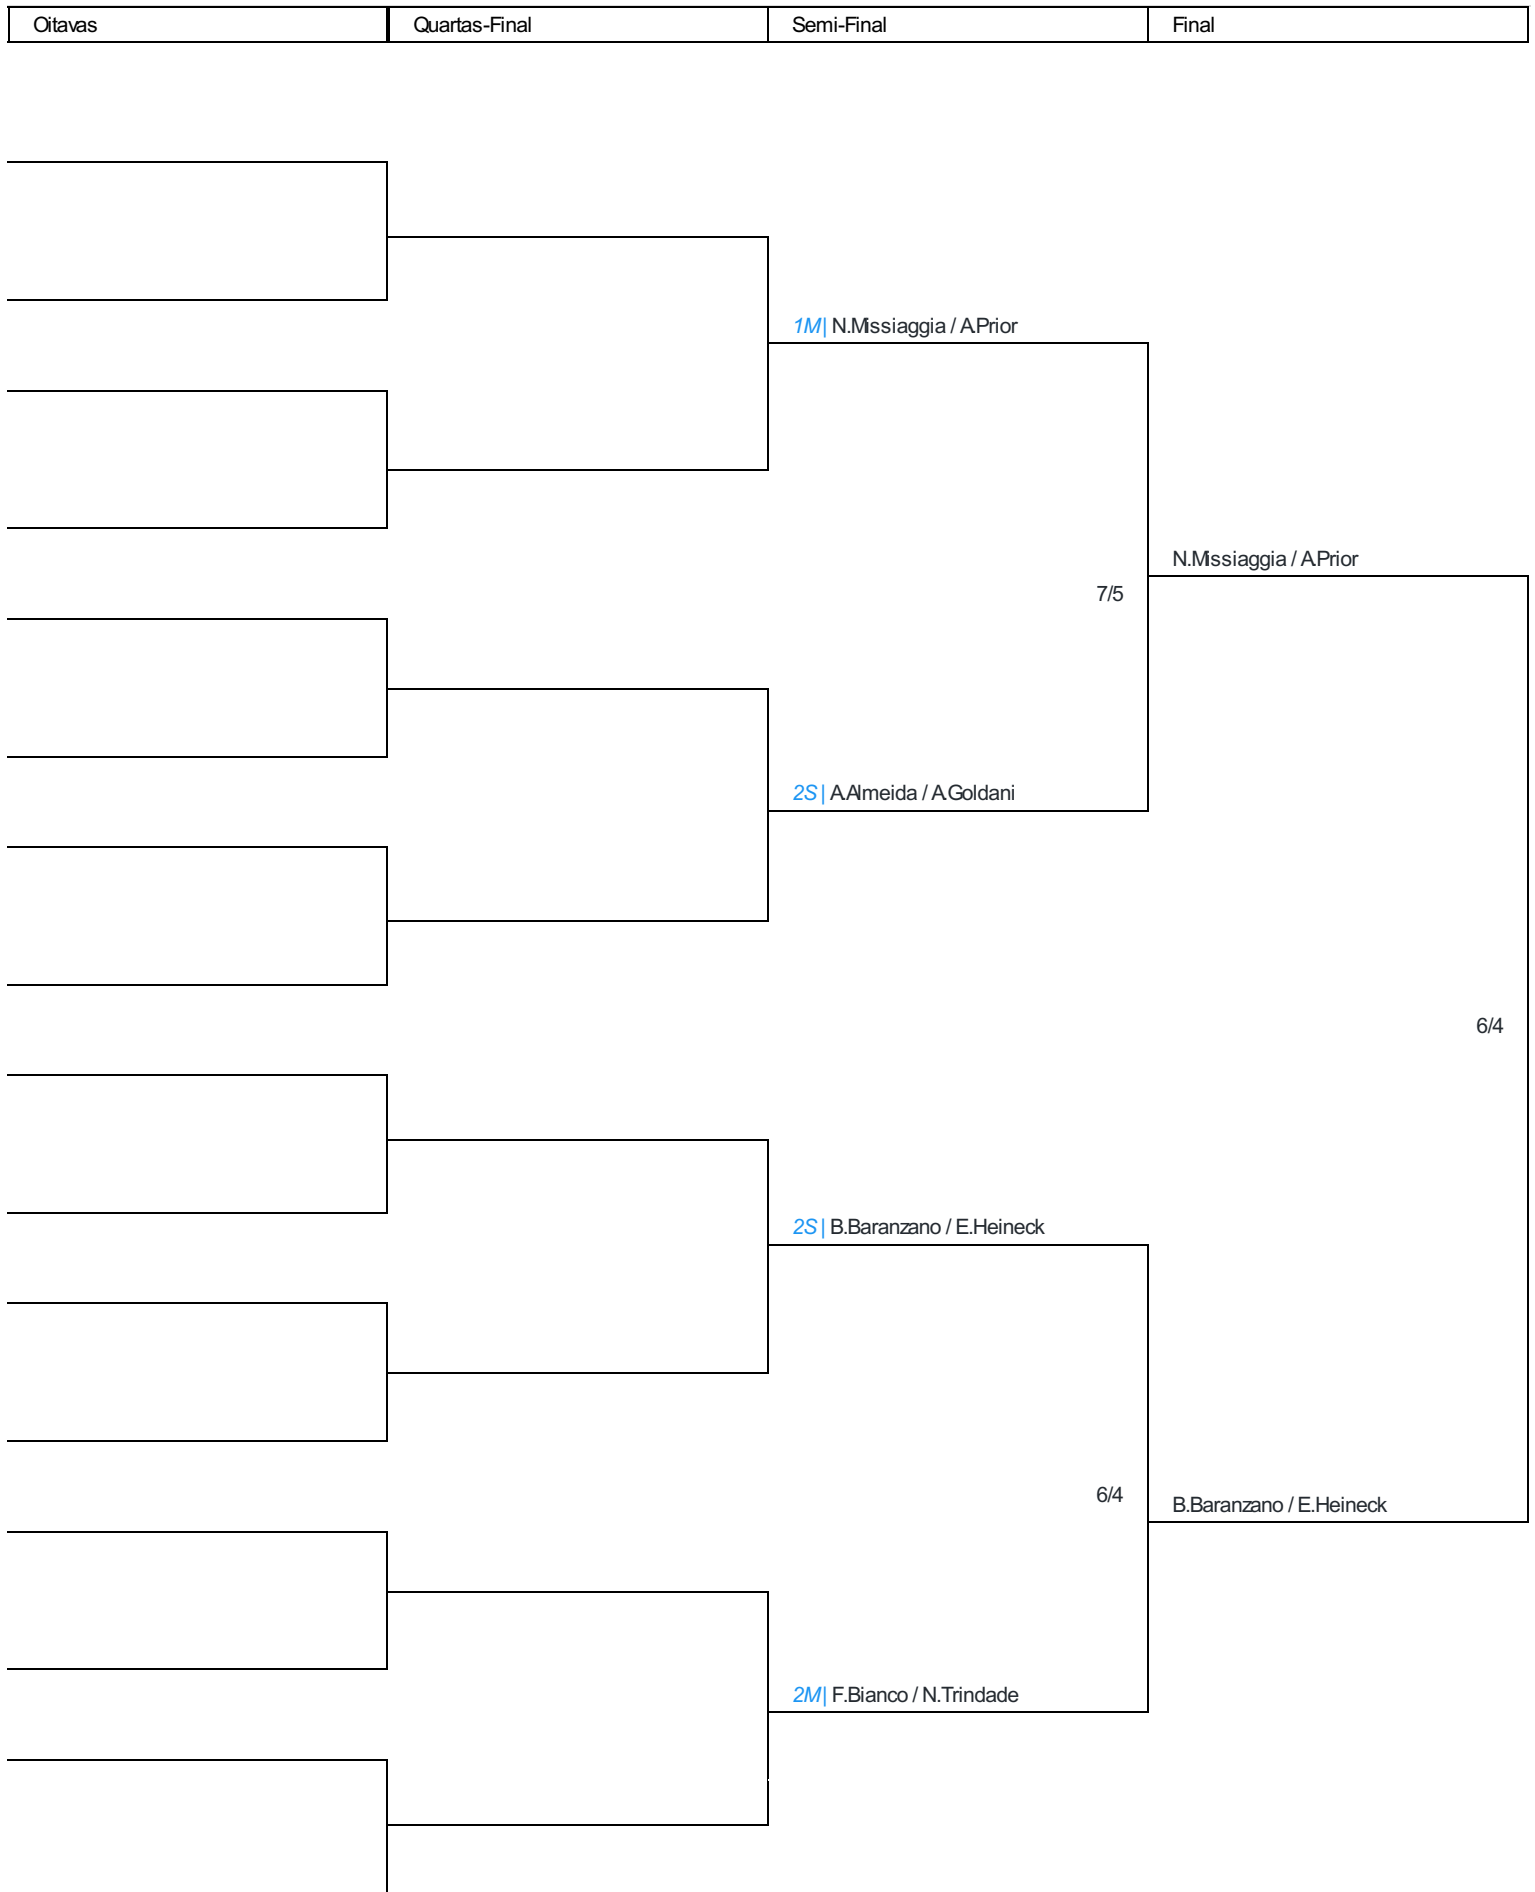 Oitavas
Quartas-Final
Semi-Final
Final
1M| N.Missiaggia / A.Prior
N.Missiaggia / A.Prior
7/5
2S| A.Almeida / A.Goldani
6/4
2S| B.Baranzano / E.Heineck
6/4
B.Baranzano / E.Heineck
2M| F.Bianco / N.Trindade